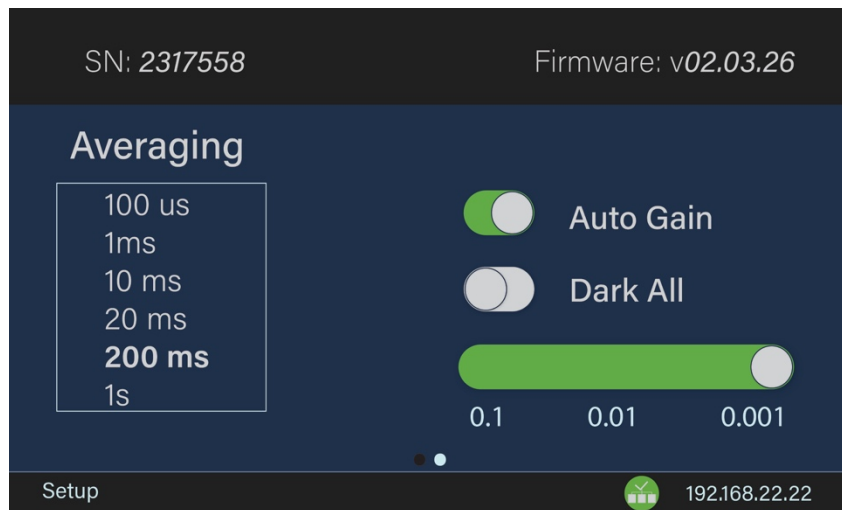 SN: 2317558
Firmware: v02.03.26
Averaging
100 us
1ms
10 ms
20 ms
200 ms
1s
Auto Gain
Dark All
0.1 0.01 0.001
Setup
192.168.22.22